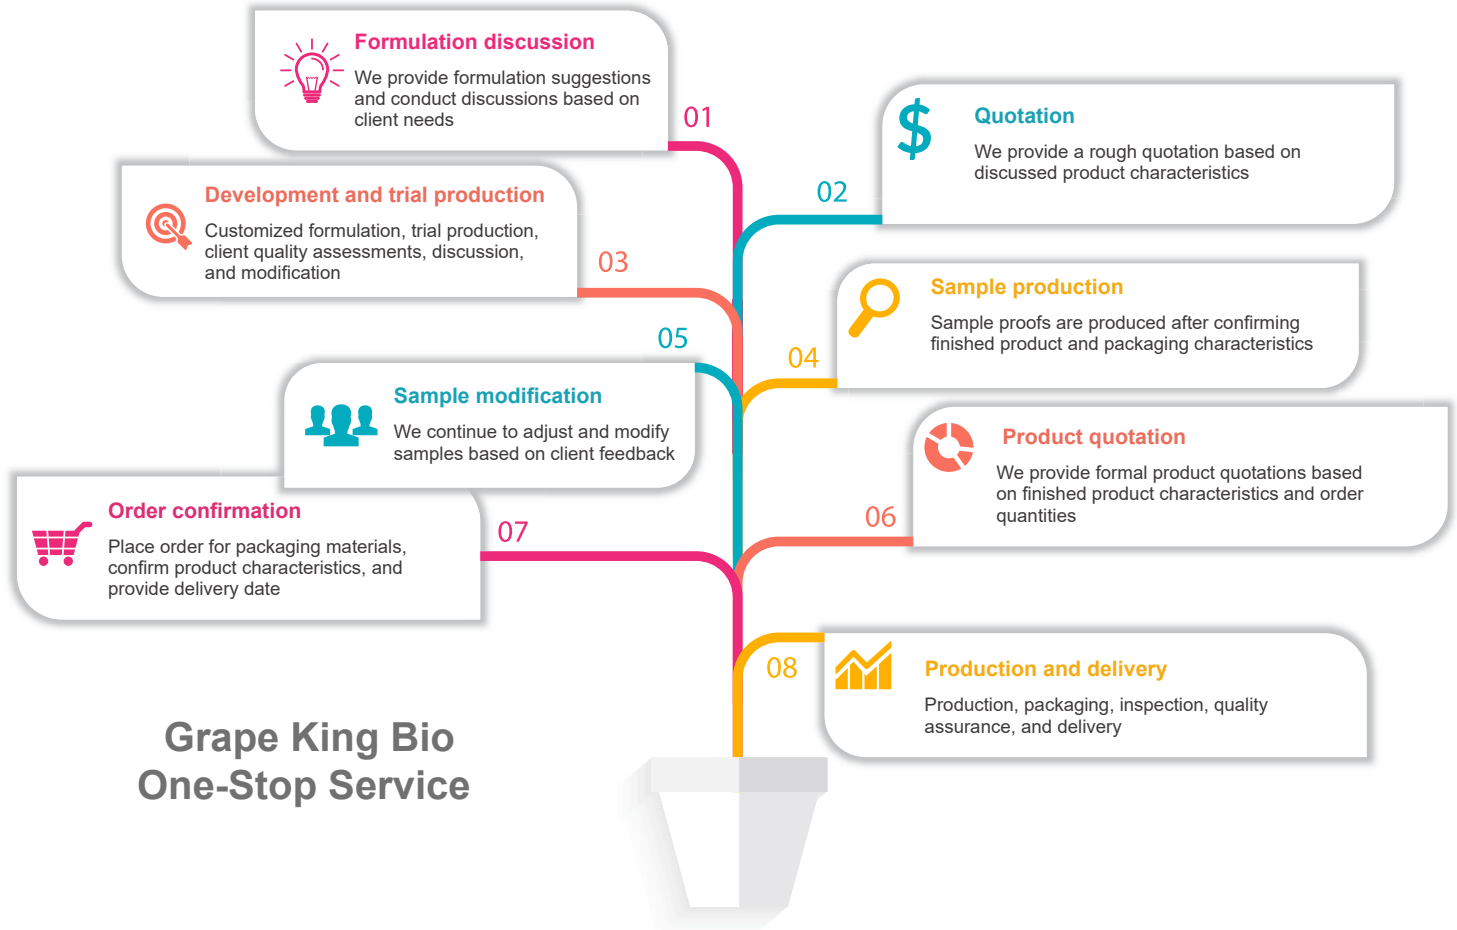 Formulation discussion
We provide formulation suggestions
and conduct discussions based on
client needs
01
Quotation
We provide a rough quotation based on
discussed product characteristics
02
Development and trial production
Customized formulation, trial production,
client quality assessments, discussion,
and modification
03
Sample production
Sample proofs are produced after confirming
finished product and packaging characteristics
04
05
Sample modification
We continue to adjust and modify
samples based on client feedback
Product quotation
We provide formal product quotations based
on finished product characteristics and order
quantities
06
Order confirmation
Place order for packaging materials,
confirm product characteristics, and
provide delivery date
07
08
Production and delivery
Production, packaging, inspection, quality
assurance, and delivery
Grape King Bio
One-Stop Service